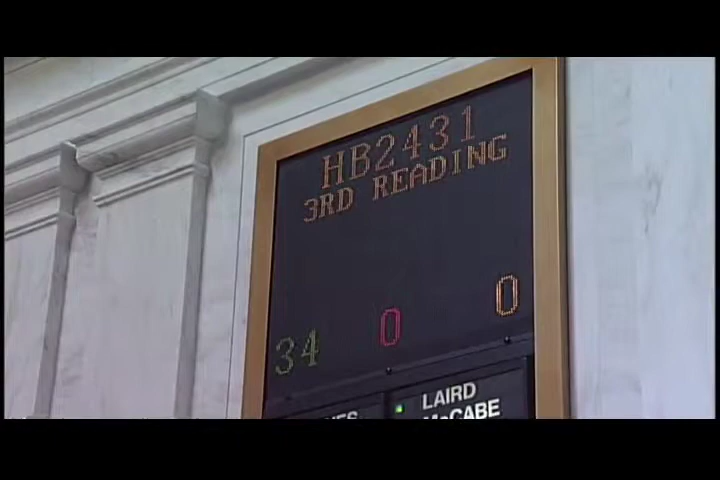 HB2431
3RD READING
34 0 0
LAIRD
McCABE